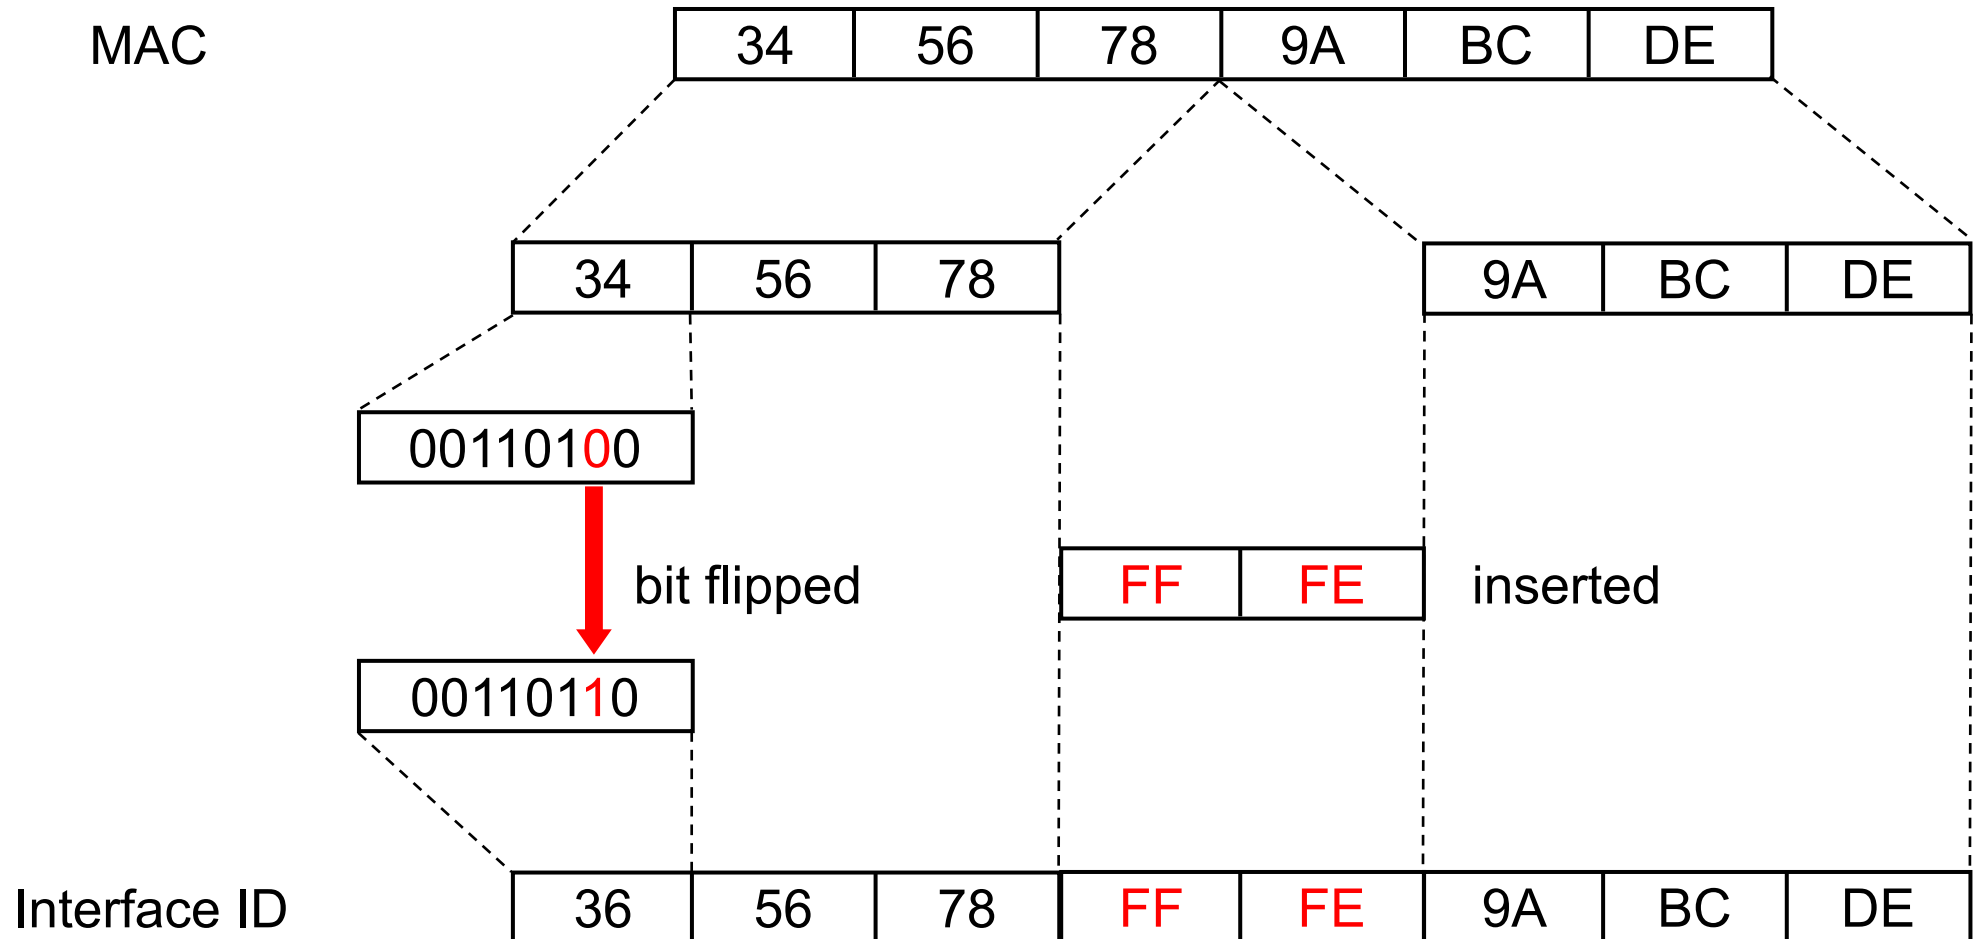 MAC 34 56 78 9A BC DE
34 56 78 9A BC DE
00110100
bit flipped FF FE inserted
00110110
Interface ID 36 56 78 FF FE 9A BC DE